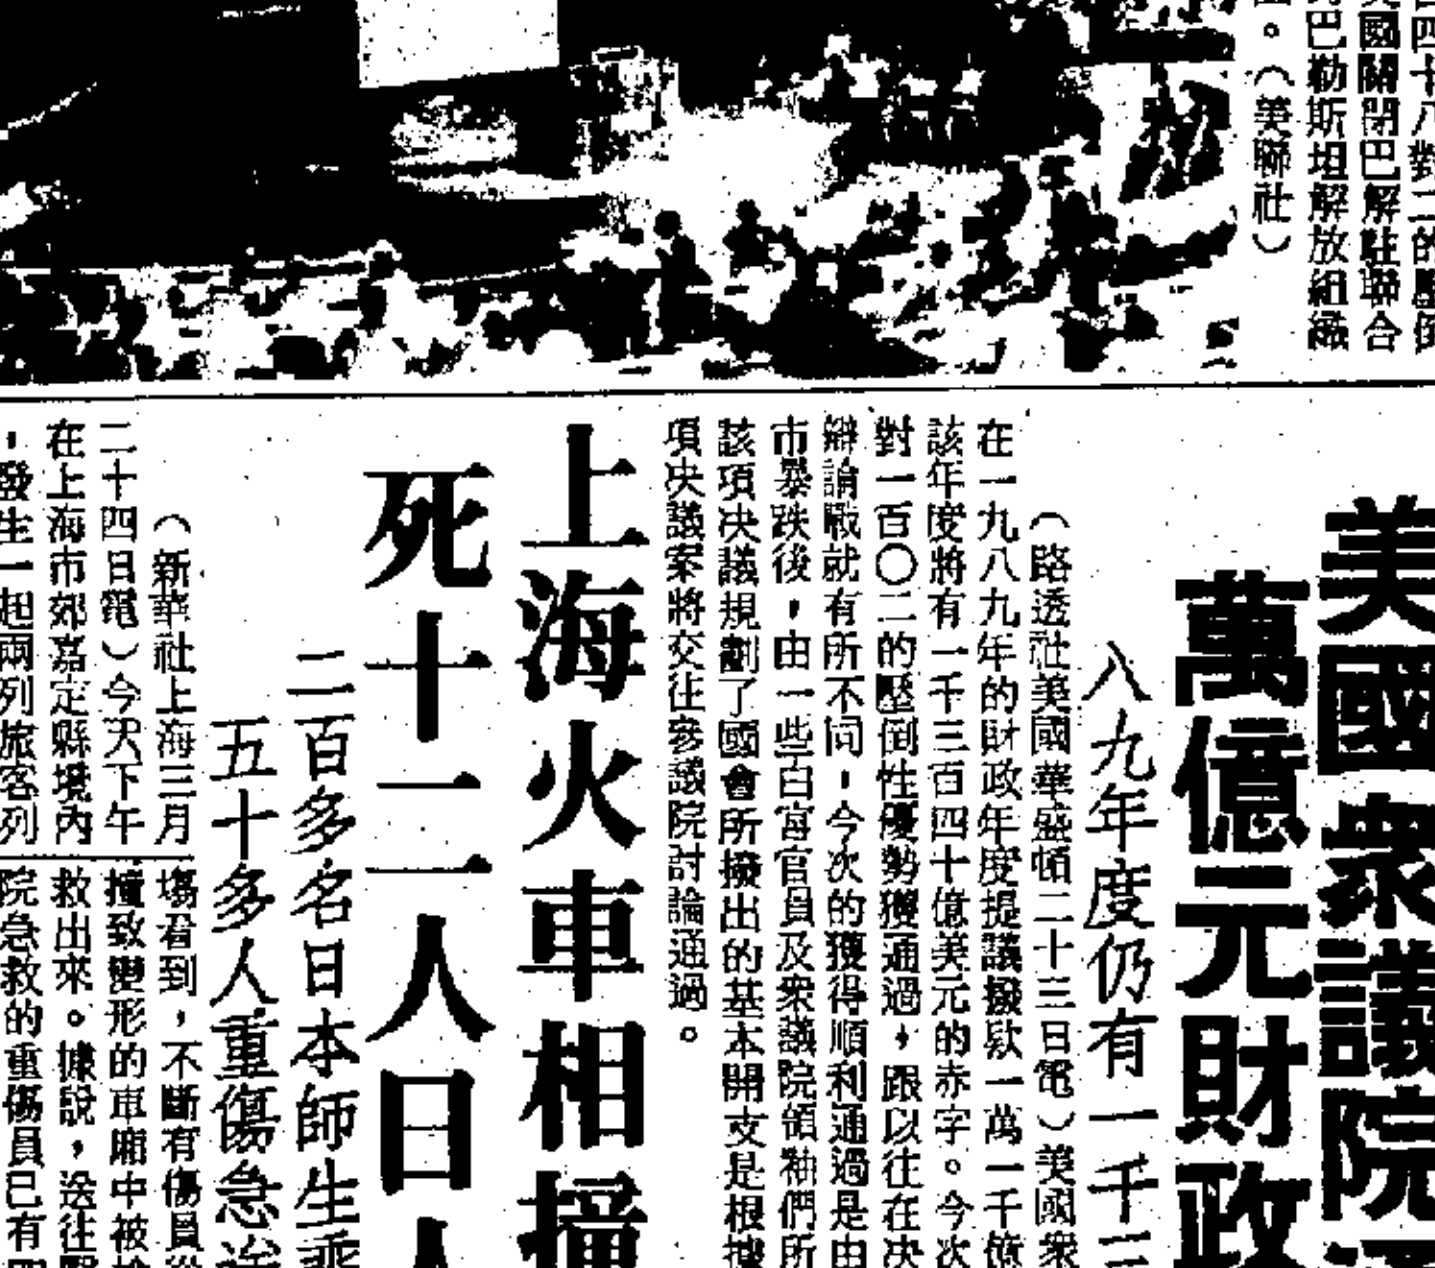 四十八對二的壓倒
美國關閉巴解駐聯合
巴勒斯坦解放組織
。（美聯社）
美國衆議院通
萬億元財政
八九年度仍有一千三
（路透社美國華盛頓二十三日電）美國衆
在一九八九年的財政年度提議撥欵一萬一千億
該年度將有一千三百四十億美元的赤字。今次
對一百〇二的壓倒性優勢獲通過，跟以往在决
辯論戰就有所不同，今次的獲得順利通過是由
市暴跌後，由一些白宮官員及衆議院領袖們所
該項决議規劃了國會所撥出的基本開支是根據
項决議案將交往參議院討論通過。
上海火車相撞
死十二人日人
二百多名日本師生乘
五十多人重傷急治
（新華社上海三月
二十四日電）今天下午
在上海市郊嘉定縣境內
，發生一起兩列旅客列
塲看到，不斷有傷員從
撞致變形的車廂中被搶
救出來。據說，送往醫
院急救的重傷員已有四